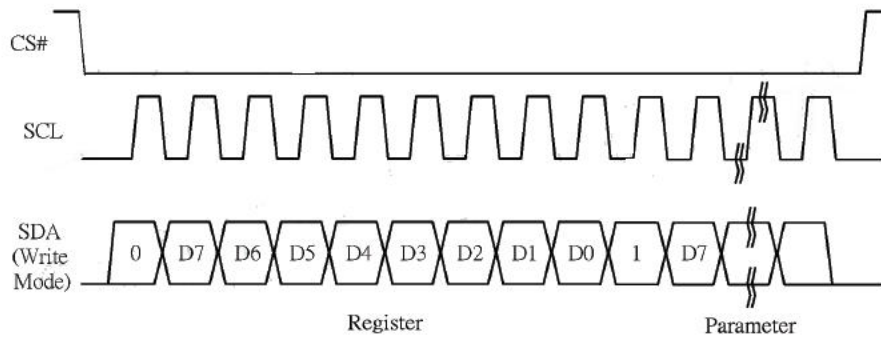 CS#
SCL
SDA
(Write
Mode)
0 D7 D6 D5 D4 D3 D2 D1 D0 1 D7
Register Parameter